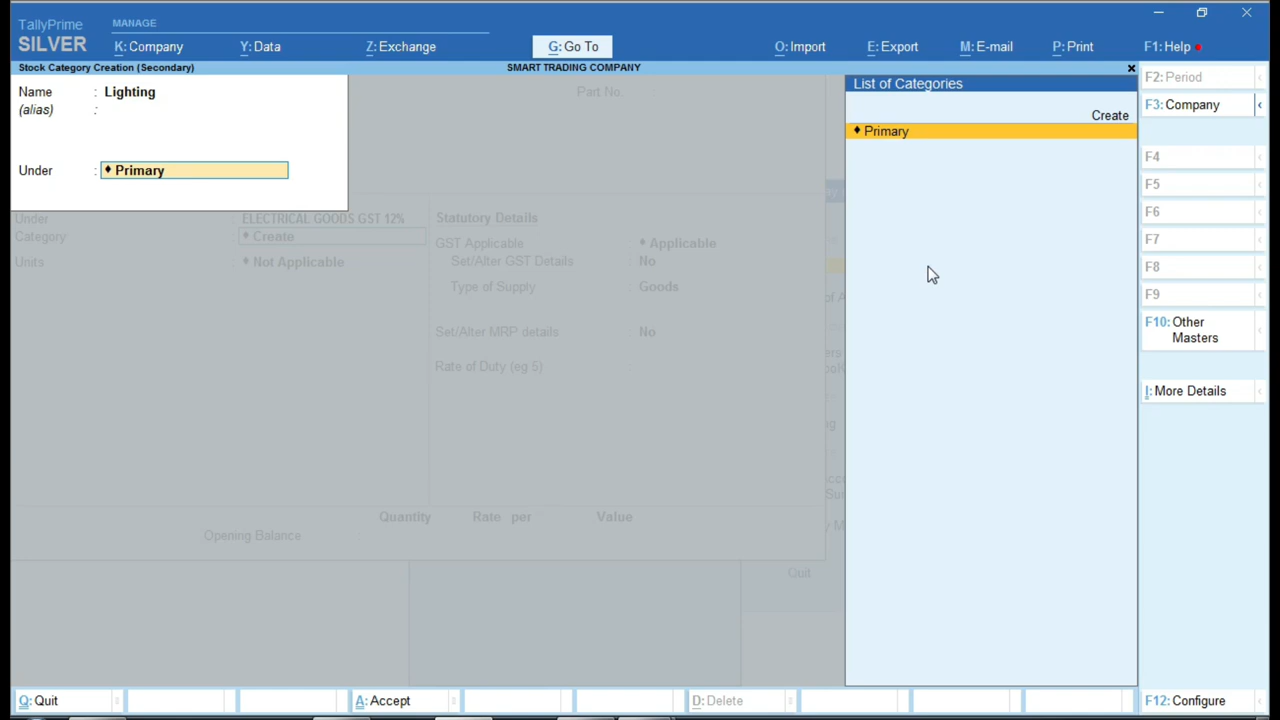 TallyPrime MANAGE
SILVER K: Company Y: Data Z: Exchange G: Go To O: Import E: Export M: E-mail P: Print F1: Help
Stock Category Creation (Secondary) SMART TRADING COMPANY
Name : Lighting
(alias) :
Under : ♦ Primary
Part No. :
Under : ELECTRICAL GOODS GST 12%
Category : ♦ Create
Units : ♦ Not Applicable
Statutory Details
GST Applicable : ♦ Applicable
Set/Alter GST Details : No
Type of Supply : Goods
Set/Alter MRP details : No
Rate of Duty (eg 5) :
Quantity Rate per Value
Opening Balance :
Quit
List of Categories
Create
♦ Primary
F2: Period
F3: Company
F4
F5
F6
F7
F8
F9
F10: Other
Masters
I: More Details
Q: Quit A: Accept D: Delete F12: Configure